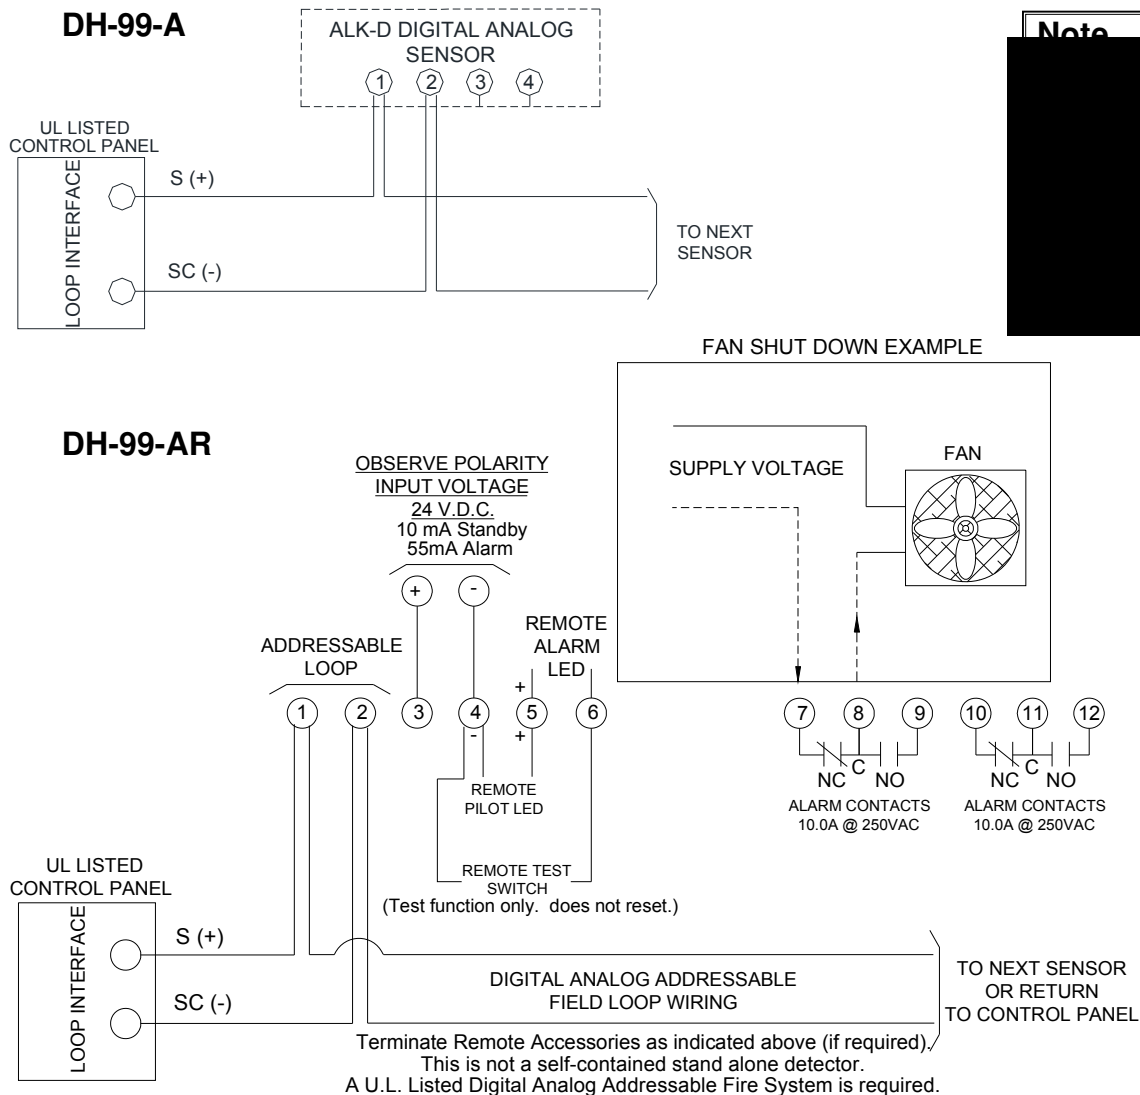 DH-99-A
ALK-D DIGITAL ANALOG
SENSOR
1 2 3 4
Note
UL LISTED
CONTROL PANEL
LOOP INTERFACE
S (+)
SC (-)
TO NEXT
SENSOR
FAN SHUT DOWN EXAMPLE
SUPPLY VOLTAGE
FAN
DH-99-AR
OBSERVE POLARITY
INPUT VOLTAGE
24 V.D.C.
10 mA Standby
55mA Alarm
+ -
REMOTE
ALARM
LED
ADDRESSABLE
LOOP
+
1 2 3 4 5 6
- +
REMOTE
PILOT LED
REMOTE TEST
SWITCH
(Test function only. does not reset.)
7 8 9
NC C NO
ALARM CONTACTS
10.0A @ 250VAC
10 11 12
NC C NO
ALARM CONTACTS
10.0A @ 250VAC
UL LISTED
CONTROL PANEL
LOOP INTERFACE
S (+)
SC (-)
DIGITAL ANALOG ADDRESSABLE
FIELD LOOP WIRING
TO NEXT SENSOR
OR RETURN
TO CONTROL PANEL
Terminate Remote Accessories as indicated above (if required).
This is not a self-contained stand alone detector.
A U.L. Listed Digital Analog Addressable Fire System is required.